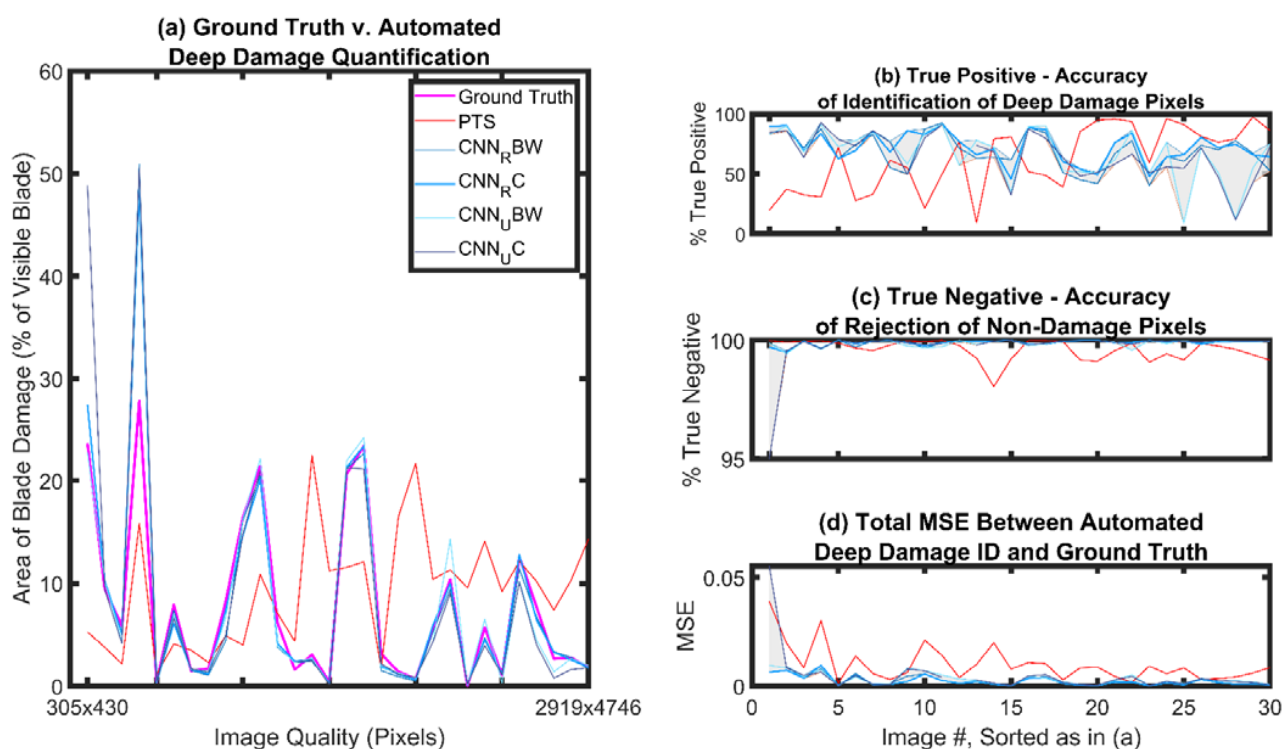 (a) Ground Truth v. Automated
Deep Damage Quantification
60
50
40
30
20
10
0
Area of Blade Damage (% of Visible Blade)
Ground Truth
PTS
CNN_RBW
CNN_RC
CNN_UBW
CNN_UC
305x430
2919x4746
Image Quality (Pixels)
(b) True Positive - Accuracy
of Identification of Deep Damage Pixels
100
50
0
% True Positive
(c) True Negative - Accuracy
of Rejection of Non-Damage Pixels
100
95
% True Negative
(d) Total MSE Between Automated
Deep Damage ID and Ground Truth
0.05
0
MSE
0 5 10 15 20 25 30
Image #, Sorted as in (a)